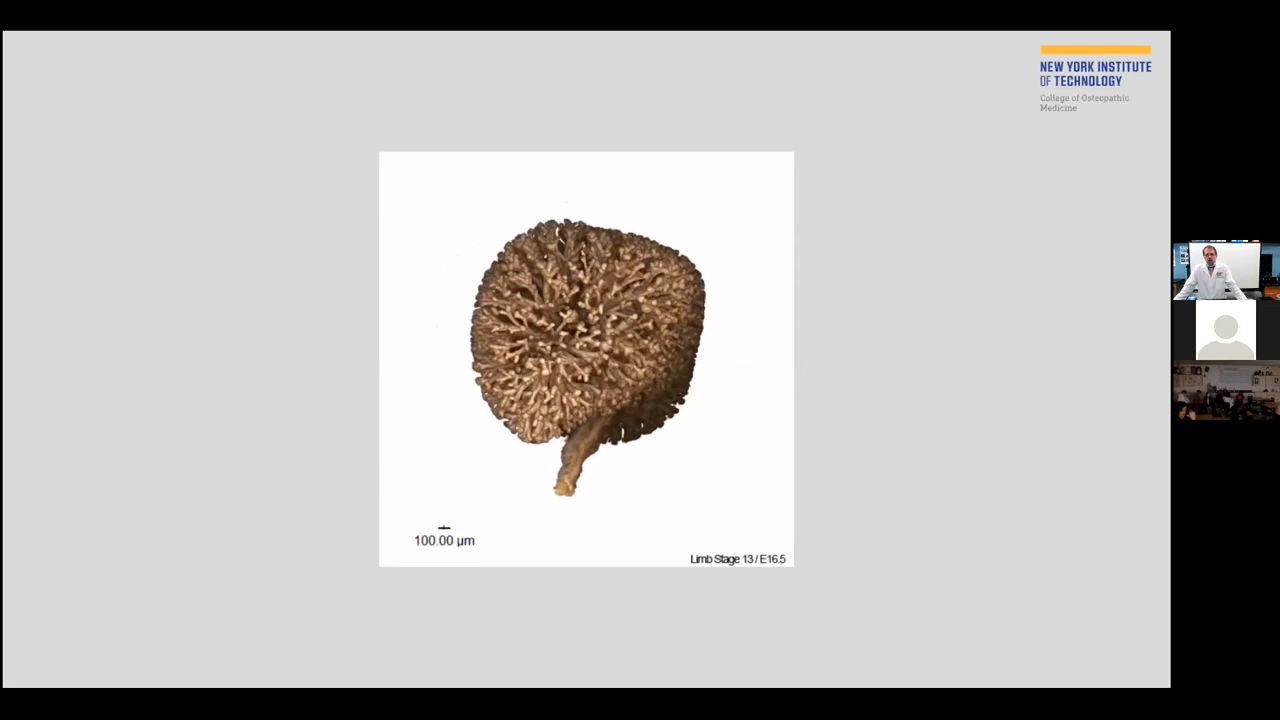 NEW YORK INSTITUTE
OF TECHNOLOGY
College of Osteopathic
Medicine
100.00 µm
Limb Stage 13 / E16.5